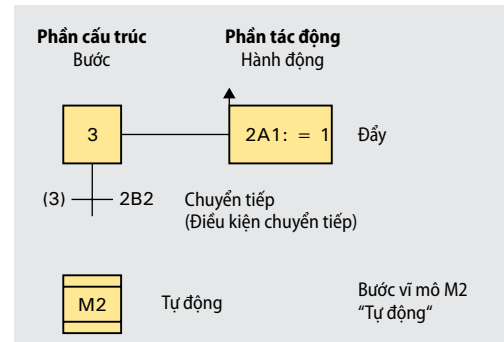 Phần cấu trúc
Bước
Phần tác động
Hành động
3
2A1: = 1
Đẩy
(3)
2B2
Chuyển tiếp
(Điều kiện chuyển tiếp)
M2
Tự động
Bước vĩ mô M2
“Tự động“